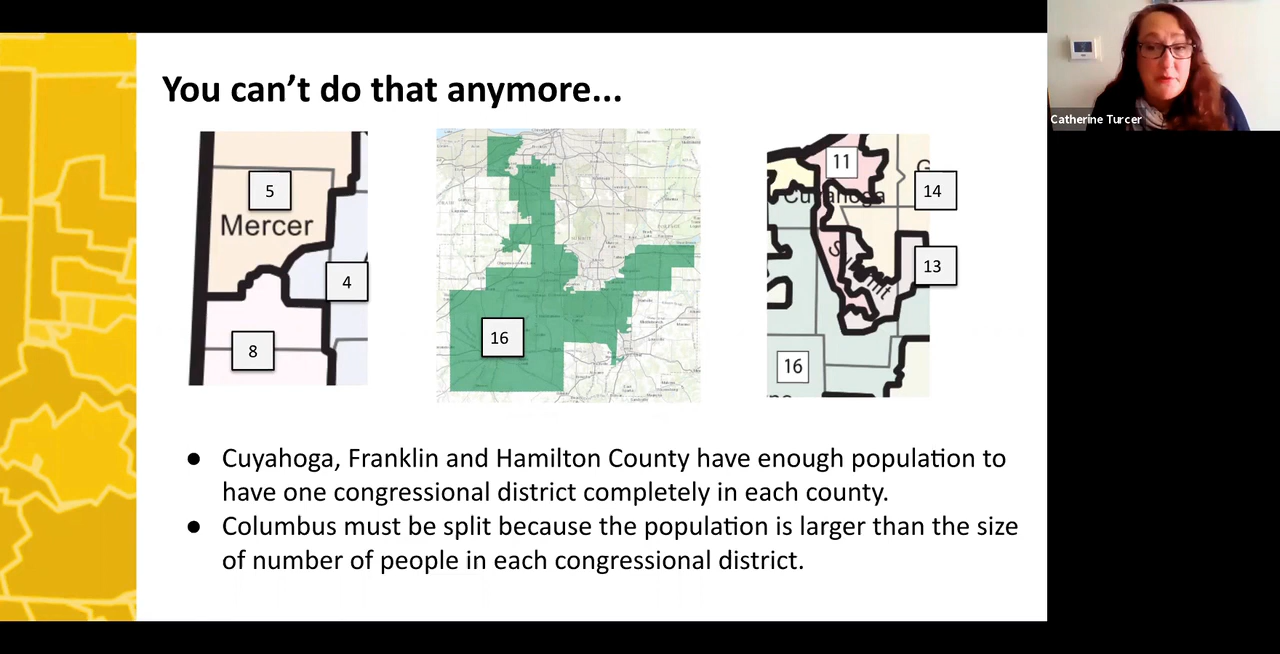 You can't do that anymore...
Catherine Turcer
5
Mercer
4
8
16
11
14
Cuyahoga
13
Summit
16
● Cuyahoga, Franklin and Hamilton County have enough population to
have one congressional district completely in each county.
● Columbus must be split because the population is larger than the size
of number of people in each congressional district.